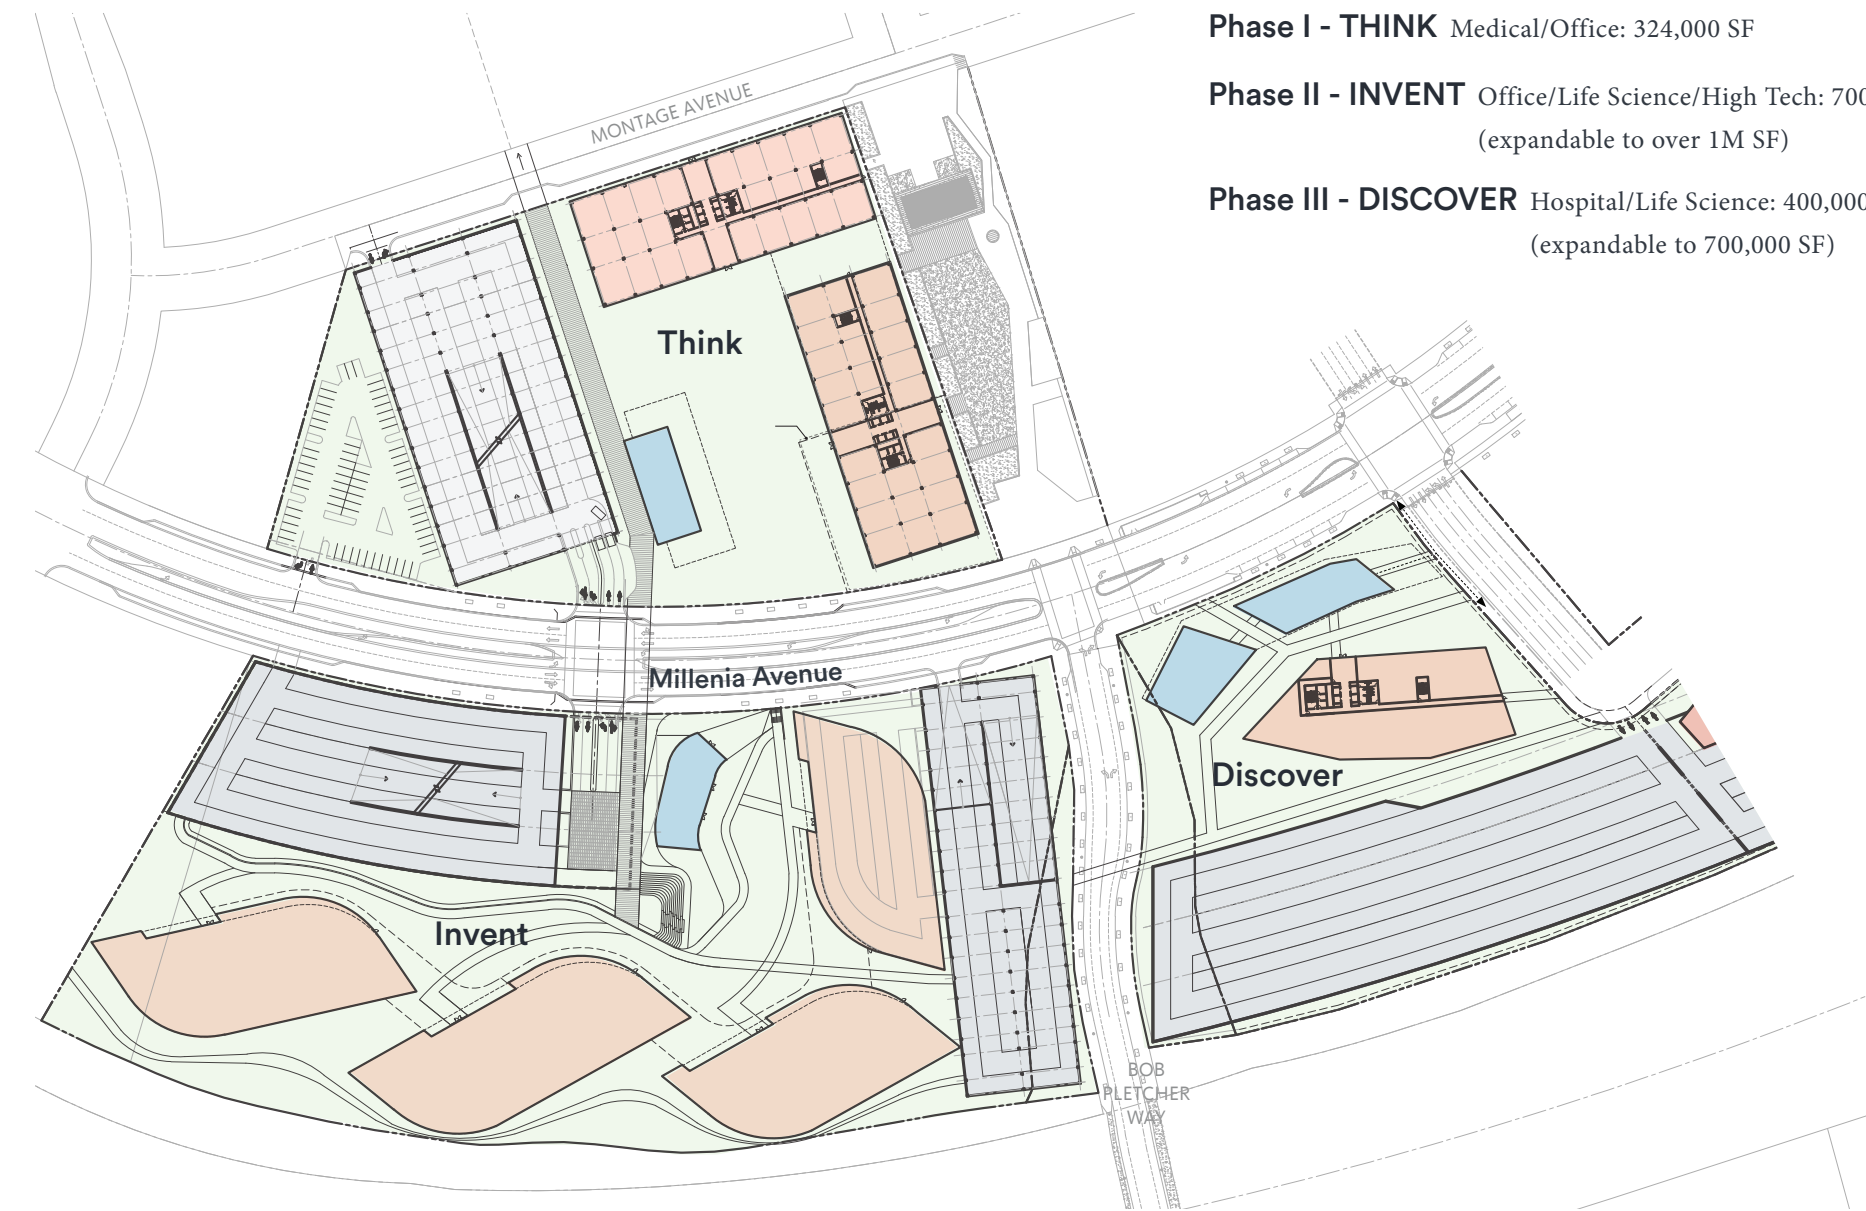 Phase I - THINK Medical/Office: 324,000 SF
Phase II - INVENT Office/Life Science/High Tech: 700
(expandable to over 1M SF)
Phase III - DISCOVER Hospital/Life Science: 400,000
(expandable to 700,000 SF)
MONTAGE AVENUE
Think
Millenia Avenue
Discover
Invent
BOB
PLETCHER
WAY